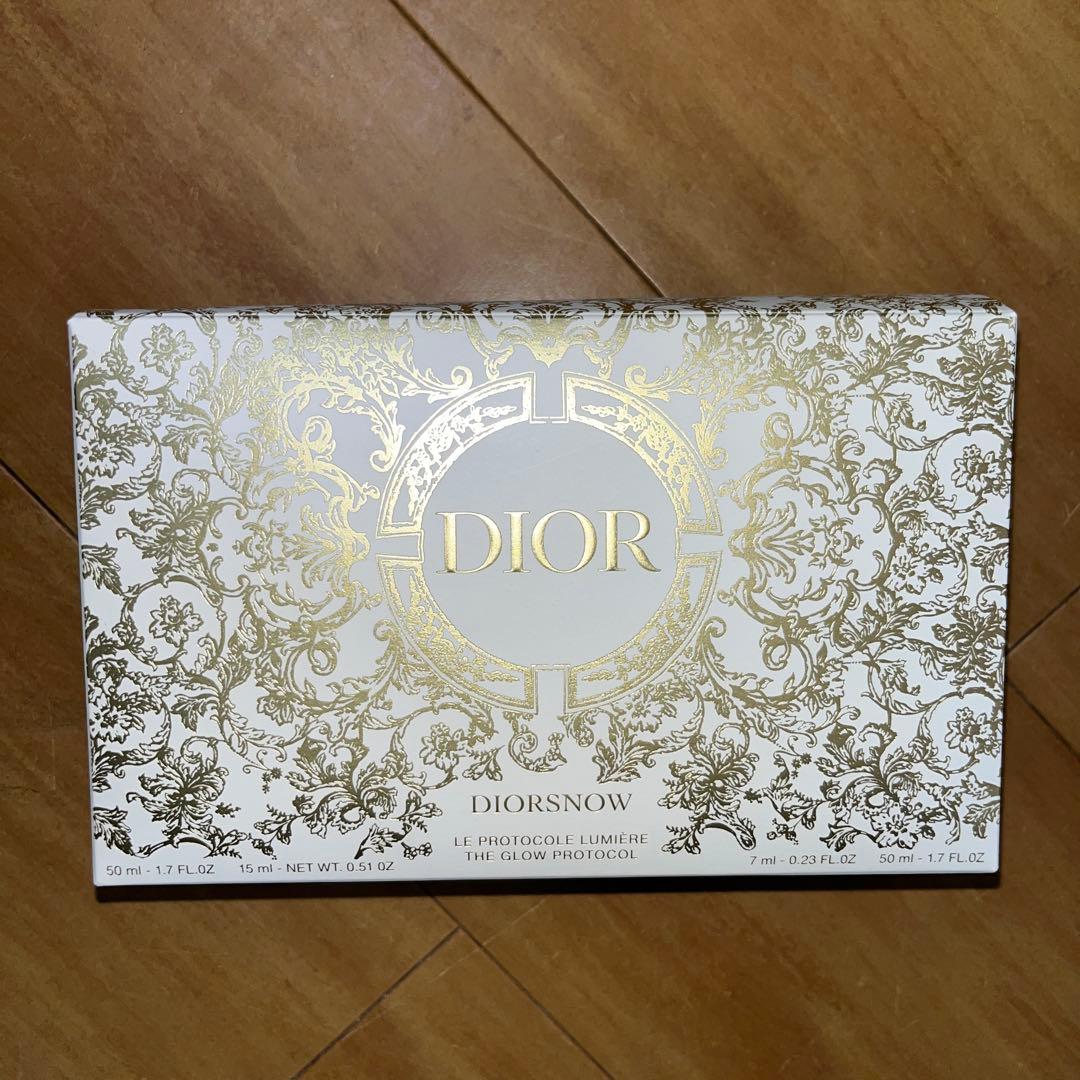 DIOR
DIORSNOW
LE PROTOCOLE LUMIÈRE
THE GLOW PROTOCOL
50 ml - 1.7 FL.OZ 15 ml - NET WT. 0.51 OZ 7 ml - 0.23 FL.OZ 50 ml - 1.7 FL.OZ